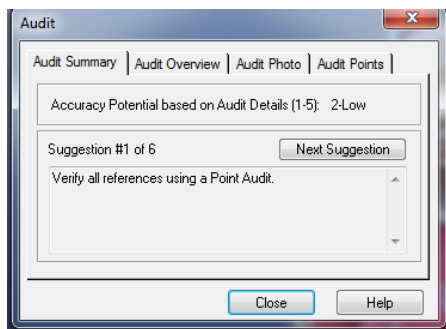 Audit
Audit Summary Audit Overview Audit Photo Audit Points
Accuracy Potential based on Audit Details (1-5): 2-Low
Suggestion #1 of 6 Next Suggestion
Verify all references using a Point Audit.
Close Help